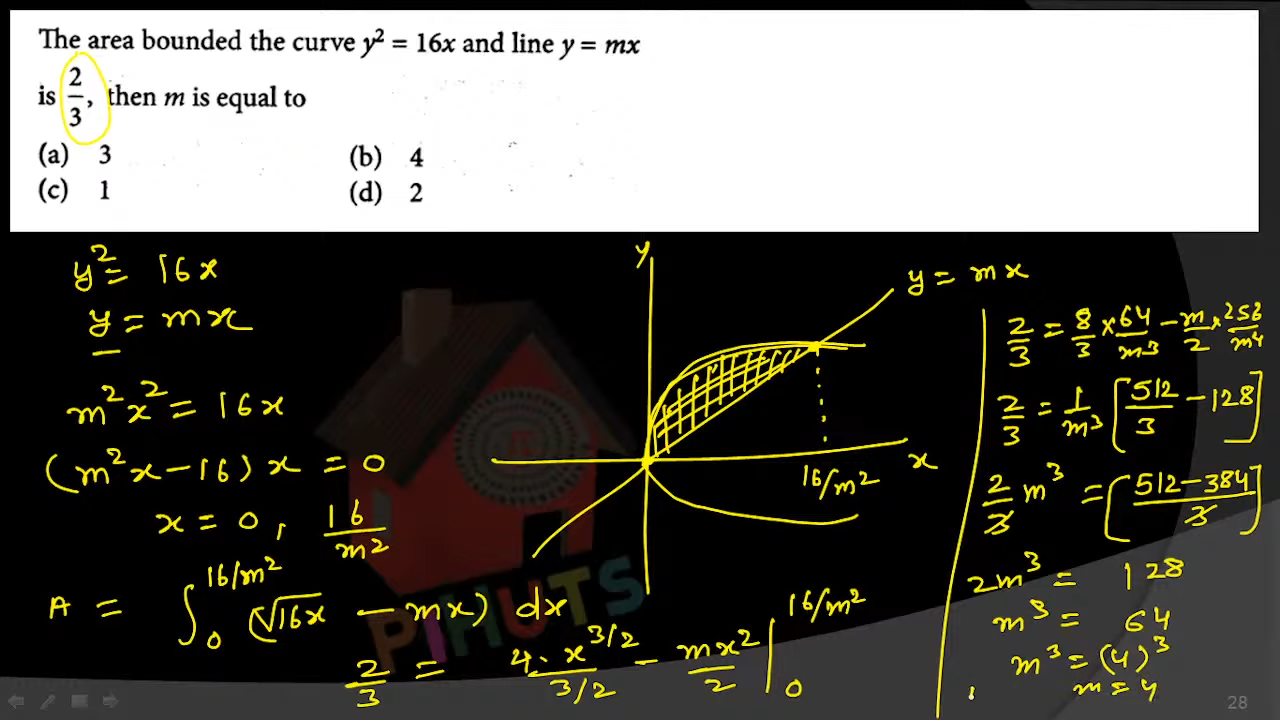 The area bounded the curve y² = 16x and line y = mx
is 2/3, then m is equal to
(a) 3 (b) 4
(c) 1 (d) 2
y² = 16x
y = mx
m²x² = 16x
(m²x - 16) x = 0
x = 0, 16/m²
A = ∫₀^(16/m²) (√16x - mx) dx
2/3 = 4·x^(3/2)/(3/2) - mx²/2 |₀^(16/m²)
y
y = mx
x
16/m²
2/3 = 8/3 × 64/m³ - m/2 × 256/m⁴
2/3 = 1/m³ [512/3 - 128]
2/3 m³ = [(512 - 384)/3]
2m³ = 128
m³ = 64
m³ = (4)³
m = 4
PIHUTS
28